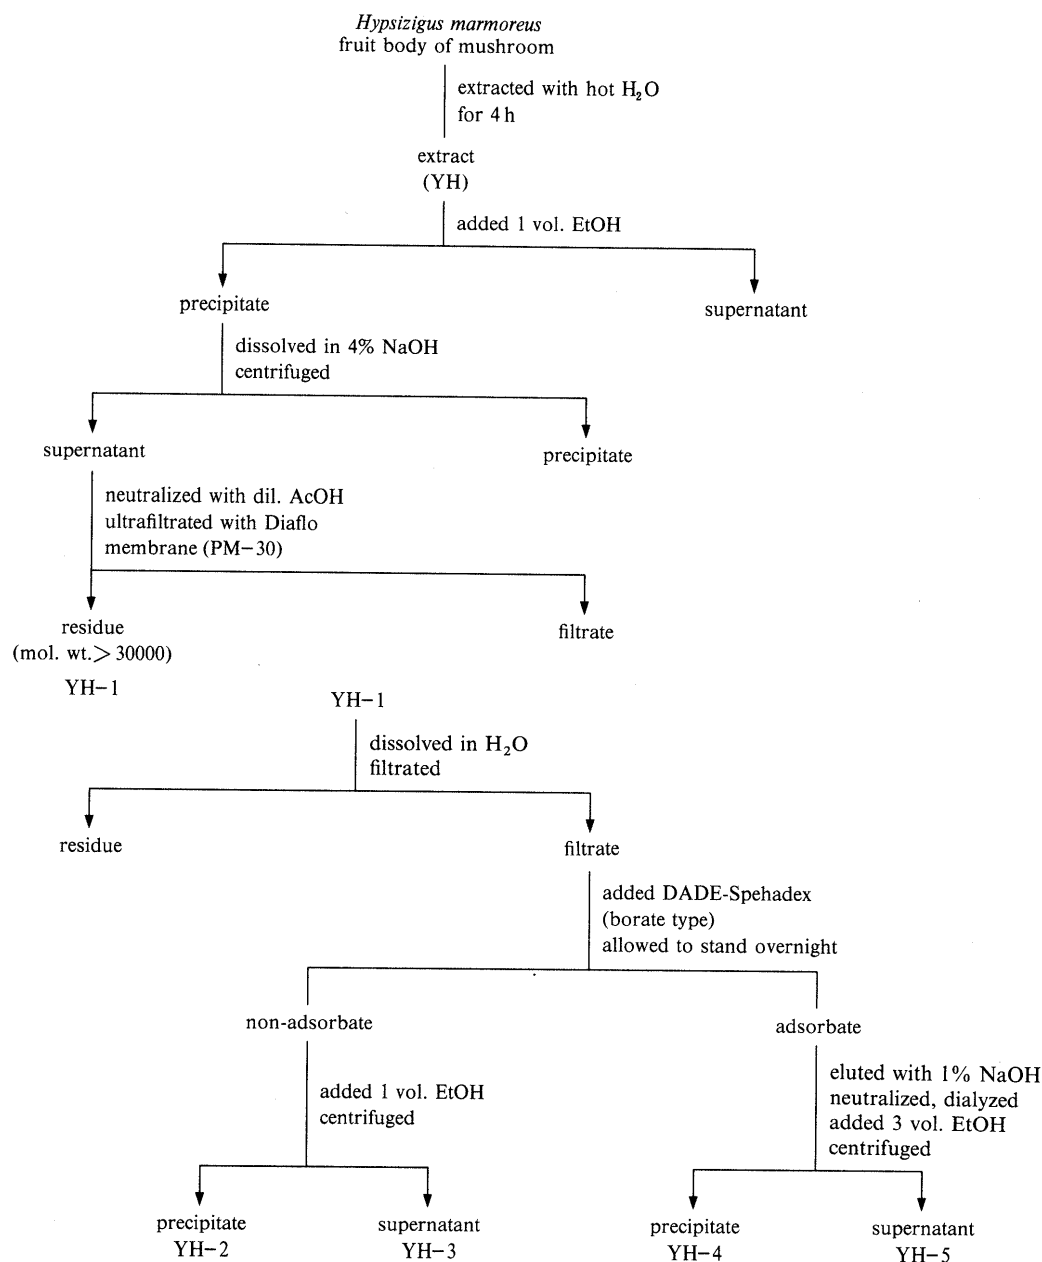 Hypsizigus marmoreus
fruit body of mushroom
extracted with hot H₂O
for 4 h
extract
(YH)
added 1 vol. EtOH
precipitate
supernatant
dissolved in 4% NaOH
centrifuged
supernatant
precipitate
neutralized with dil. AcOH
ultrafiltrated with Diaflo
membrane (PM−30)
residue
(mol. wt.> 30000)
YH−1
filtrate
YH−1
dissolved in H₂O
filtrated
residue
filtrate
added DADE-Spehadex
(borate type)
allowed to stand overnight
non-adsorbate
adsorbate
added 1 vol. EtOH
centrifuged
eluted with 1% NaOH
neutralized, dialyzed
added 3 vol. EtOH
centrifuged
precipitate
YH−2
supernatant
YH−3
precipitate
YH−4
supernatant
YH−5